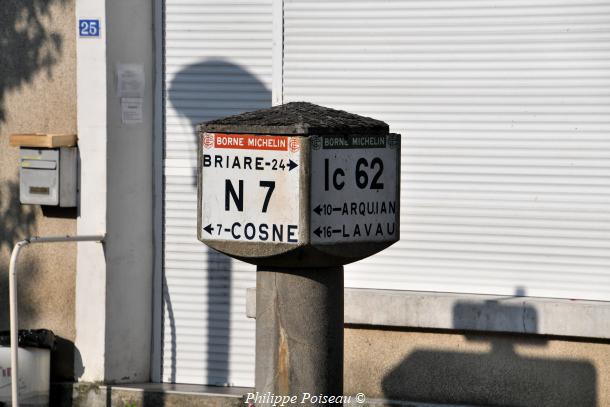 25
BORNE MICHELIN
BRIARE-24→
N 7
←7-COSNE
BORNE MICHELIN
Ic 62
←10-ARQUIAN
←16-LAVAU
Philippe Poiseau ©